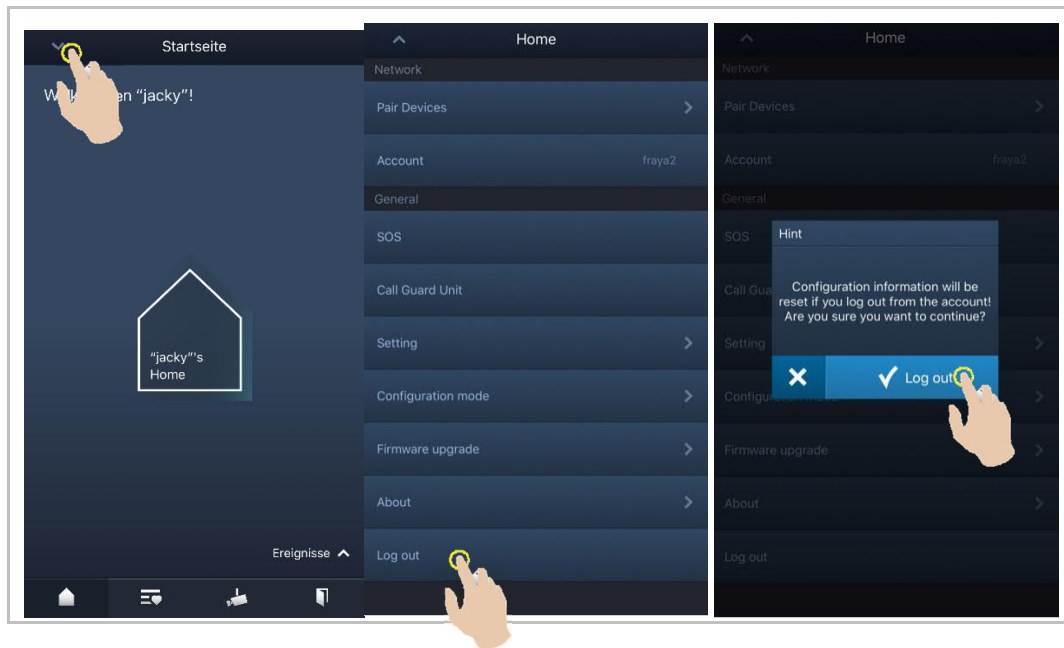 Startseite
en "jacky"!
"jacky"'s
Home
Ereignisse
Home
Network
Pair Devices
Account fraya2
General
SOS
Call Guard Unit
Setting
Configuration mode
Firmware upgrade
About
Log out
Home
Network
Pair Devices
Account fraya2
General
SOS
Hint
Call Gua
Configuration information will be
reset if you log out from the account!
Are you sure you want to continue?
Setting
Log out
Firmware upgrade
About
Log out